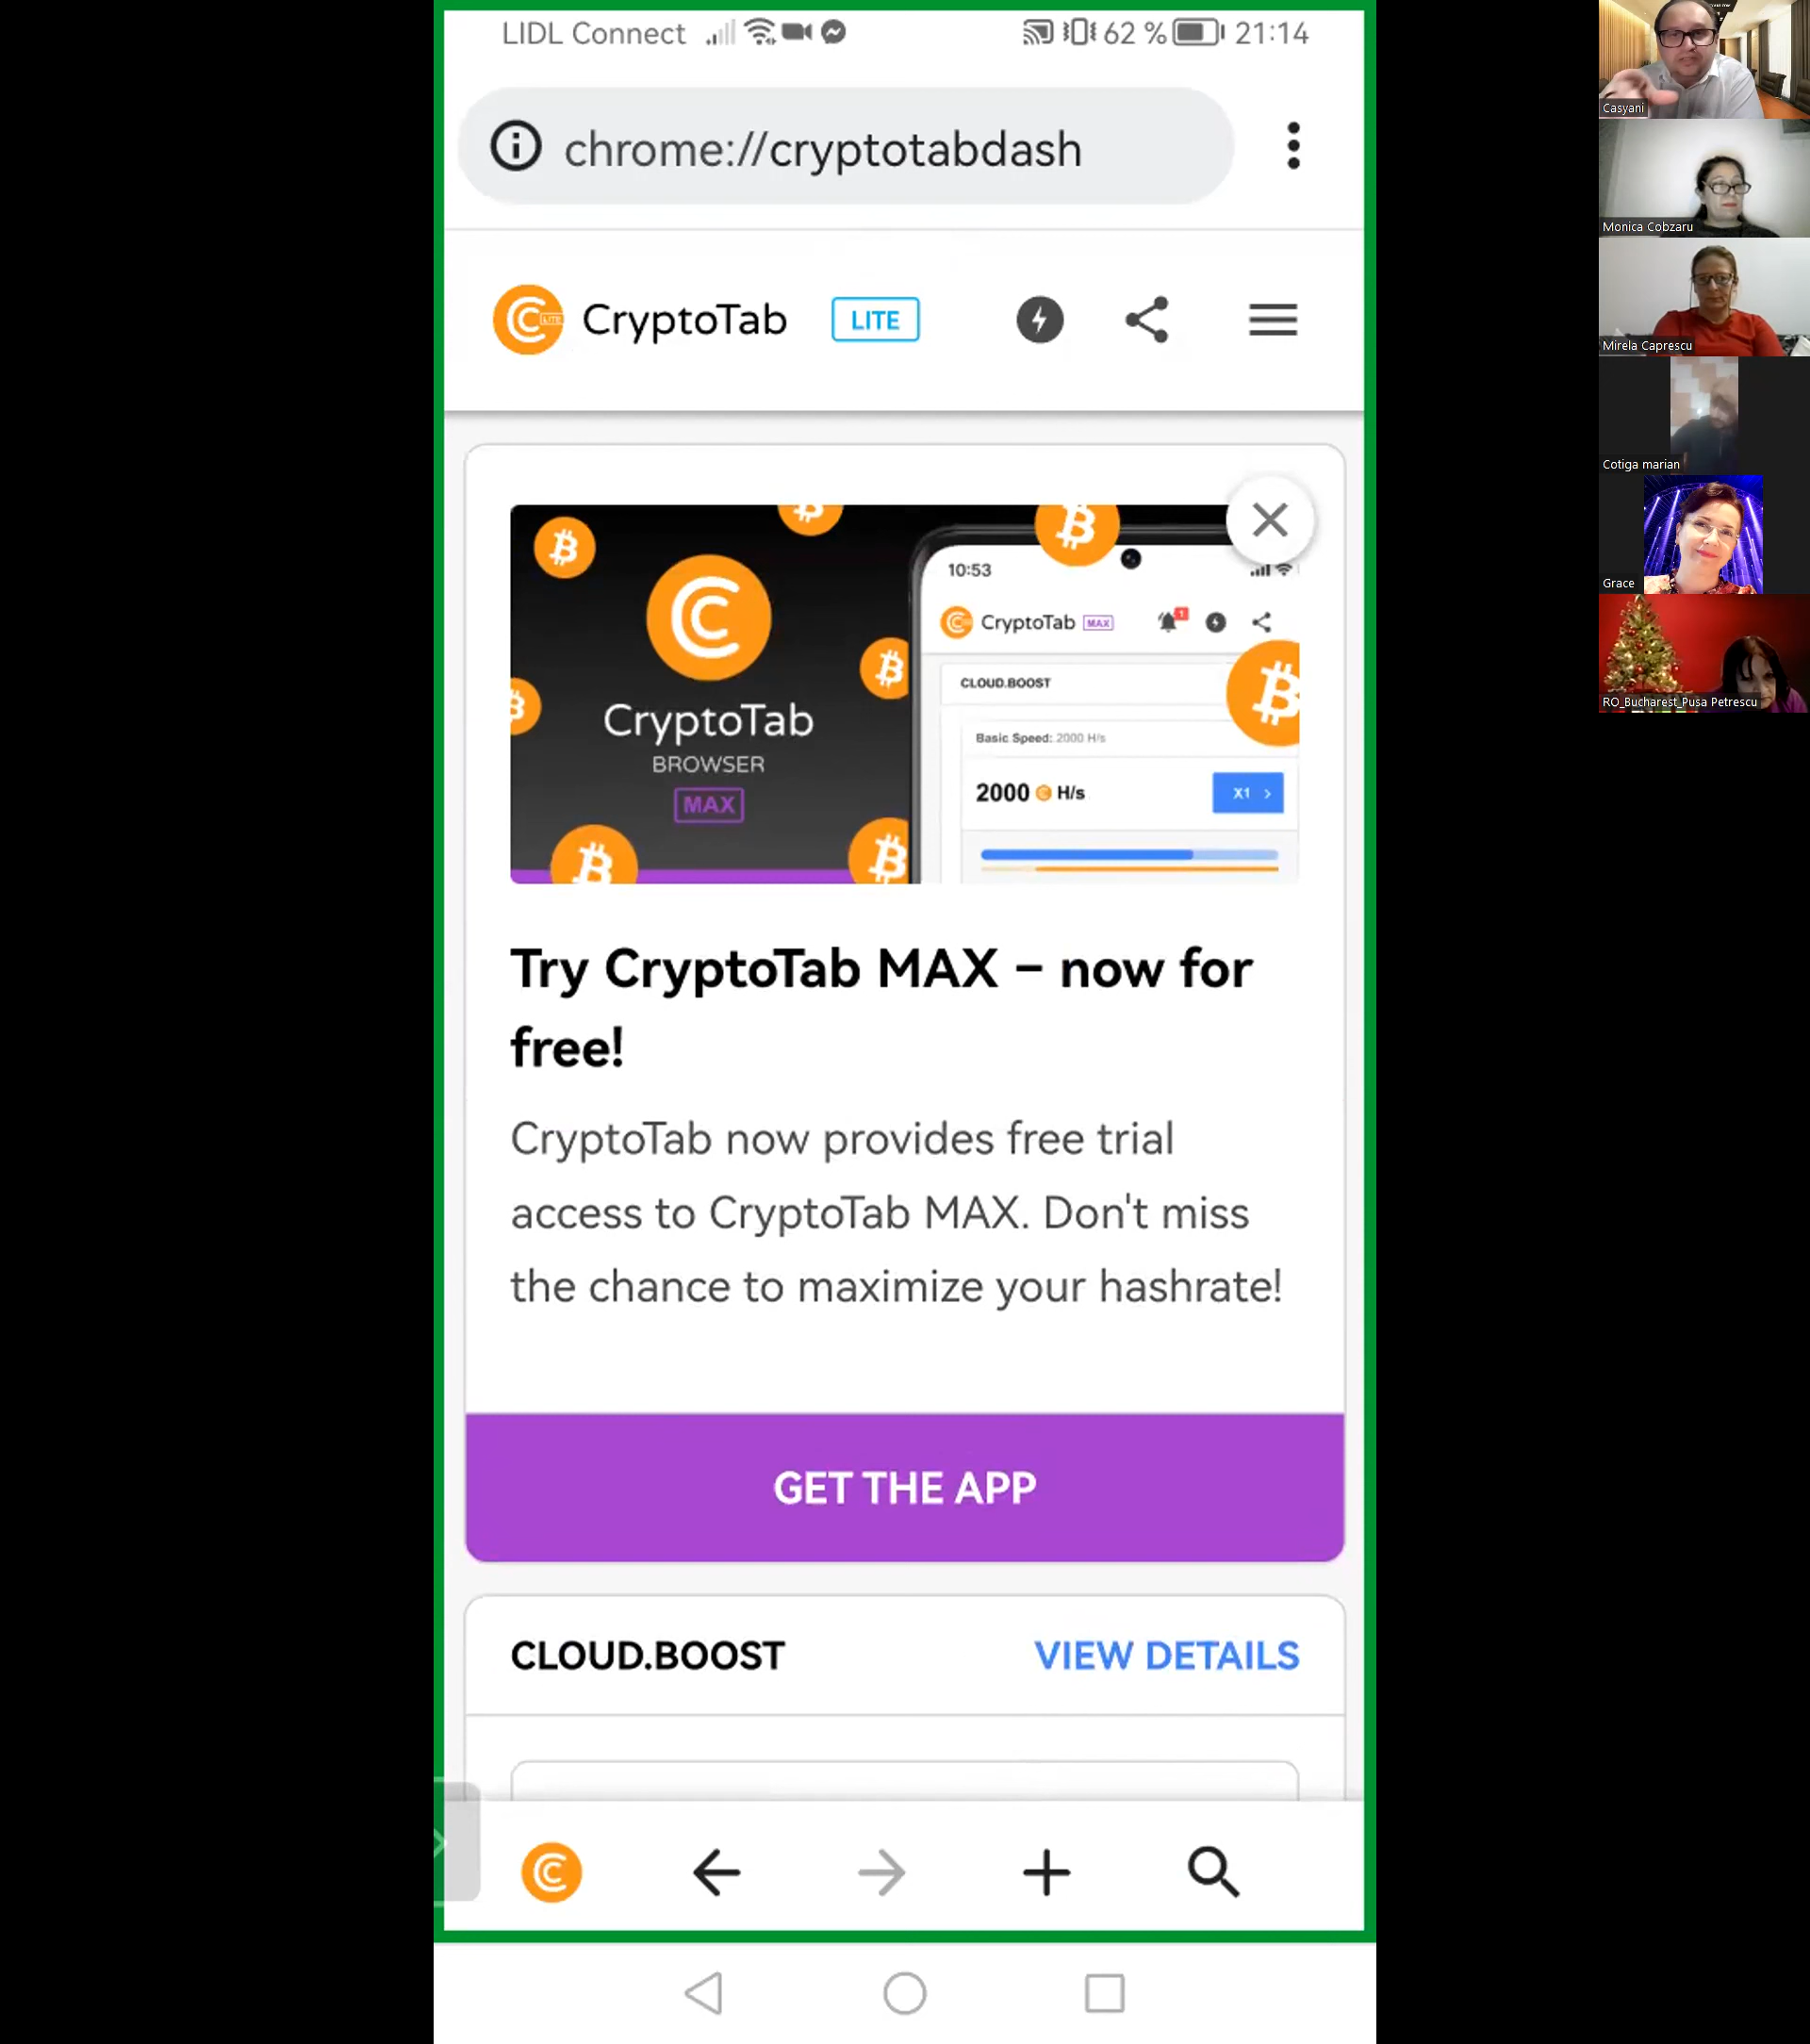 LIDL Connect 62 % 21:14
chrome://cryptotabdash
CryptoTab LITE
10:53
CryptoTab MAX 1
CLOUD.BOOST
Basic Speed: 2000 H/s
2000 H/s X1
CryptoTab
BROWSER
MAX
Try CryptoTab MAX – now for
free!
CryptoTab now provides free trial
access to CryptoTab MAX. Don't miss
the chance to maximize your hashrate!
GET THE APP
CLOUD.BOOST VIEW DETAILS
Casyani
Monica Cobzaru
Mirela Caprescu
Cotiga marian
Grace
RO_Bucharest_Pusa Petrescu